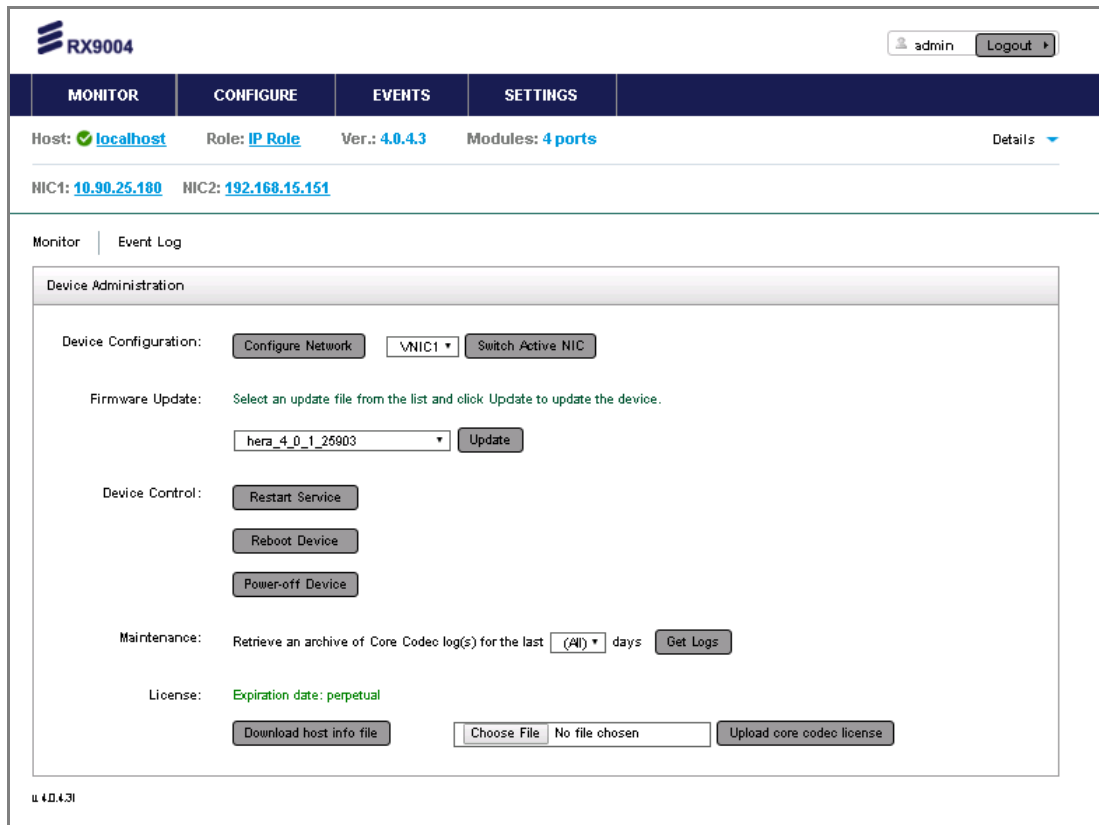 RX9004
admin Logout
MONITOR CONFIGURE EVENTS SETTINGS
Host: localhost Role: IP Role Ver.: 4.0.4.3 Modules: 4 ports Details
NIC1: 10.90.25.180 NIC2: 192.168.15.151
Monitor Event Log
Device Administration
Device Configuration: Configure Network VNIC1 Switch Active NIC
Firmware Update: Select an update file from the list and click Update to update the device.
hera_4_0_1_25903 Update
Device Control: Restart Service
Reboot Device
Power-off Device
Maintenance: Retrieve an archive of Core Codec log(s) for the last (All) days Get Logs
License: Expiration date: perpetual
Download host info file Choose File No file chosen Upload core codec license